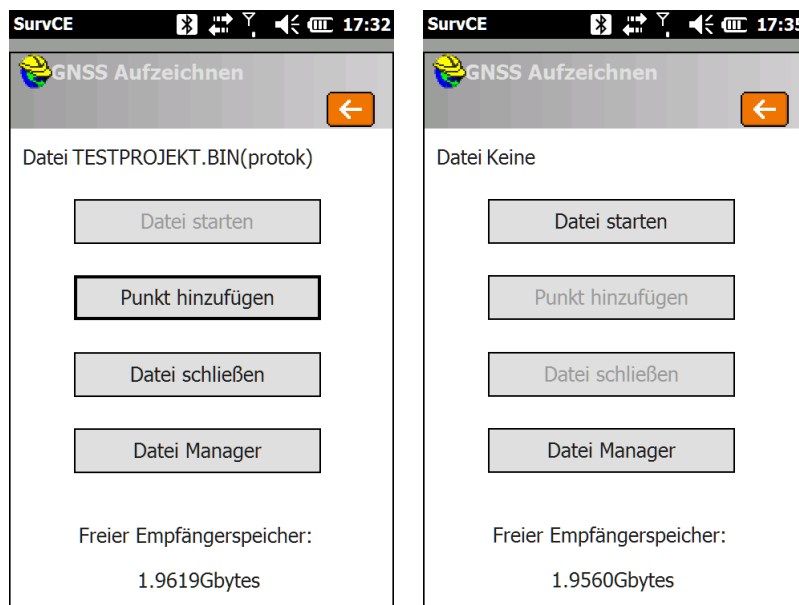 SurvCE 17:32
GNSS Aufzeichnen
Datei TESTPROJEKT.BIN(protok)
Datei starten
Punkt hinzufügen
Datei schließen
Datei Manager
Freier Empfängerspeicher:
1.9619Gbytes
SurvCE 17:35
GNSS Aufzeichnen
Datei Keine
Datei starten
Punkt hinzufügen
Datei schließen
Datei Manager
Freier Empfängerspeicher:
1.9560Gbytes